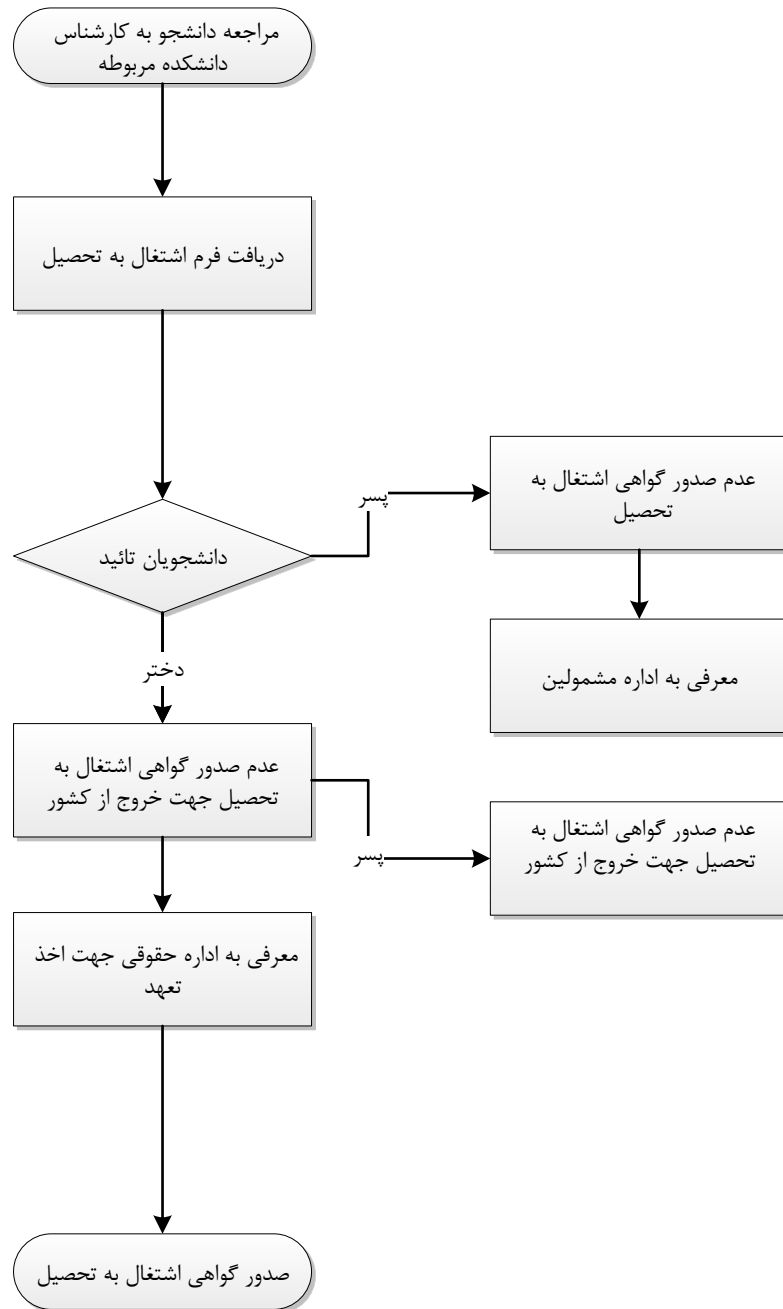 مراجعه دانشجو به کارشناس
دانشکده مربوطه
دریافت فرم اشتغال به تحصیل
عدم صدور گواهی اشتغال به
تحصیل
پسر
دانشجویان تائید
معرفی به اداره مشمولین
دختر
عدم صدور گواهی اشتغال به
تحصیل جهت خروج از کشور
عدم صدور گواهی اشتغال به
تحصیل جهت خروج از کشور
پسر
معرفی به اداره حقوقی جهت اخذ
تعهد
صدور گواهی اشتغال به تحصیل